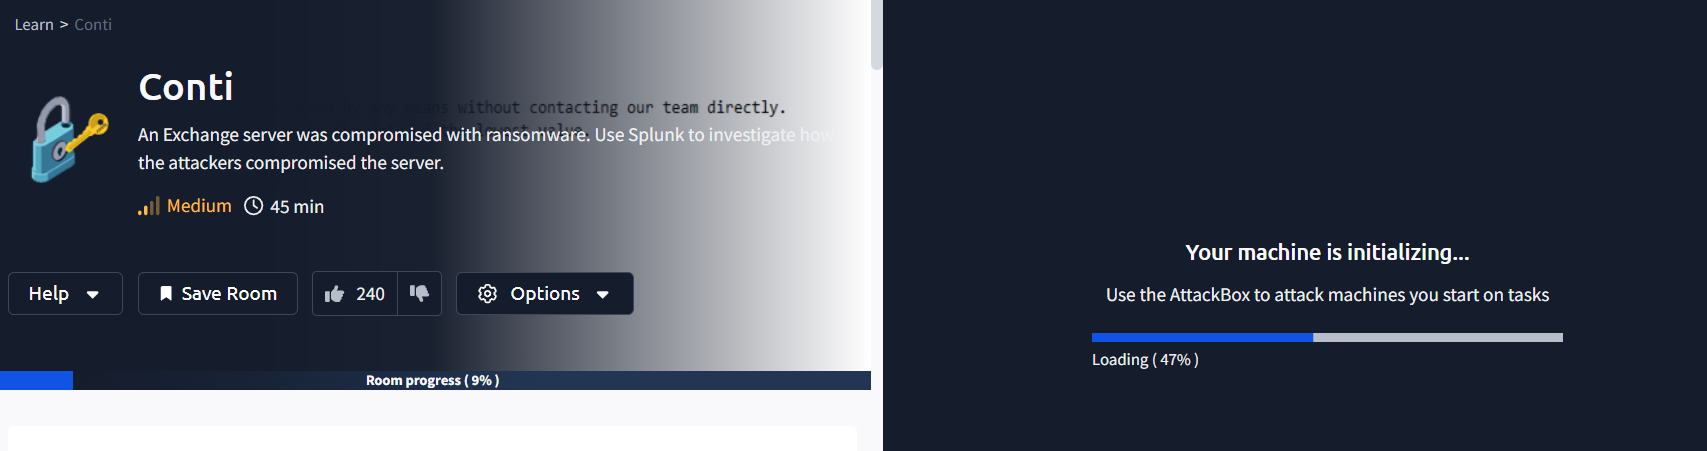 Learn > Conti
Conti
without contacting our team directly.
An Exchange server was compromised with ransomware. Use Splunk to investigate how
the attackers compromised the server.
Medium 45 min
Help Save Room 240 Options
Room progress ( 9% )
Your machine is initializing...
Use the AttackBox to attack machines you start on tasks
Loading ( 47% )